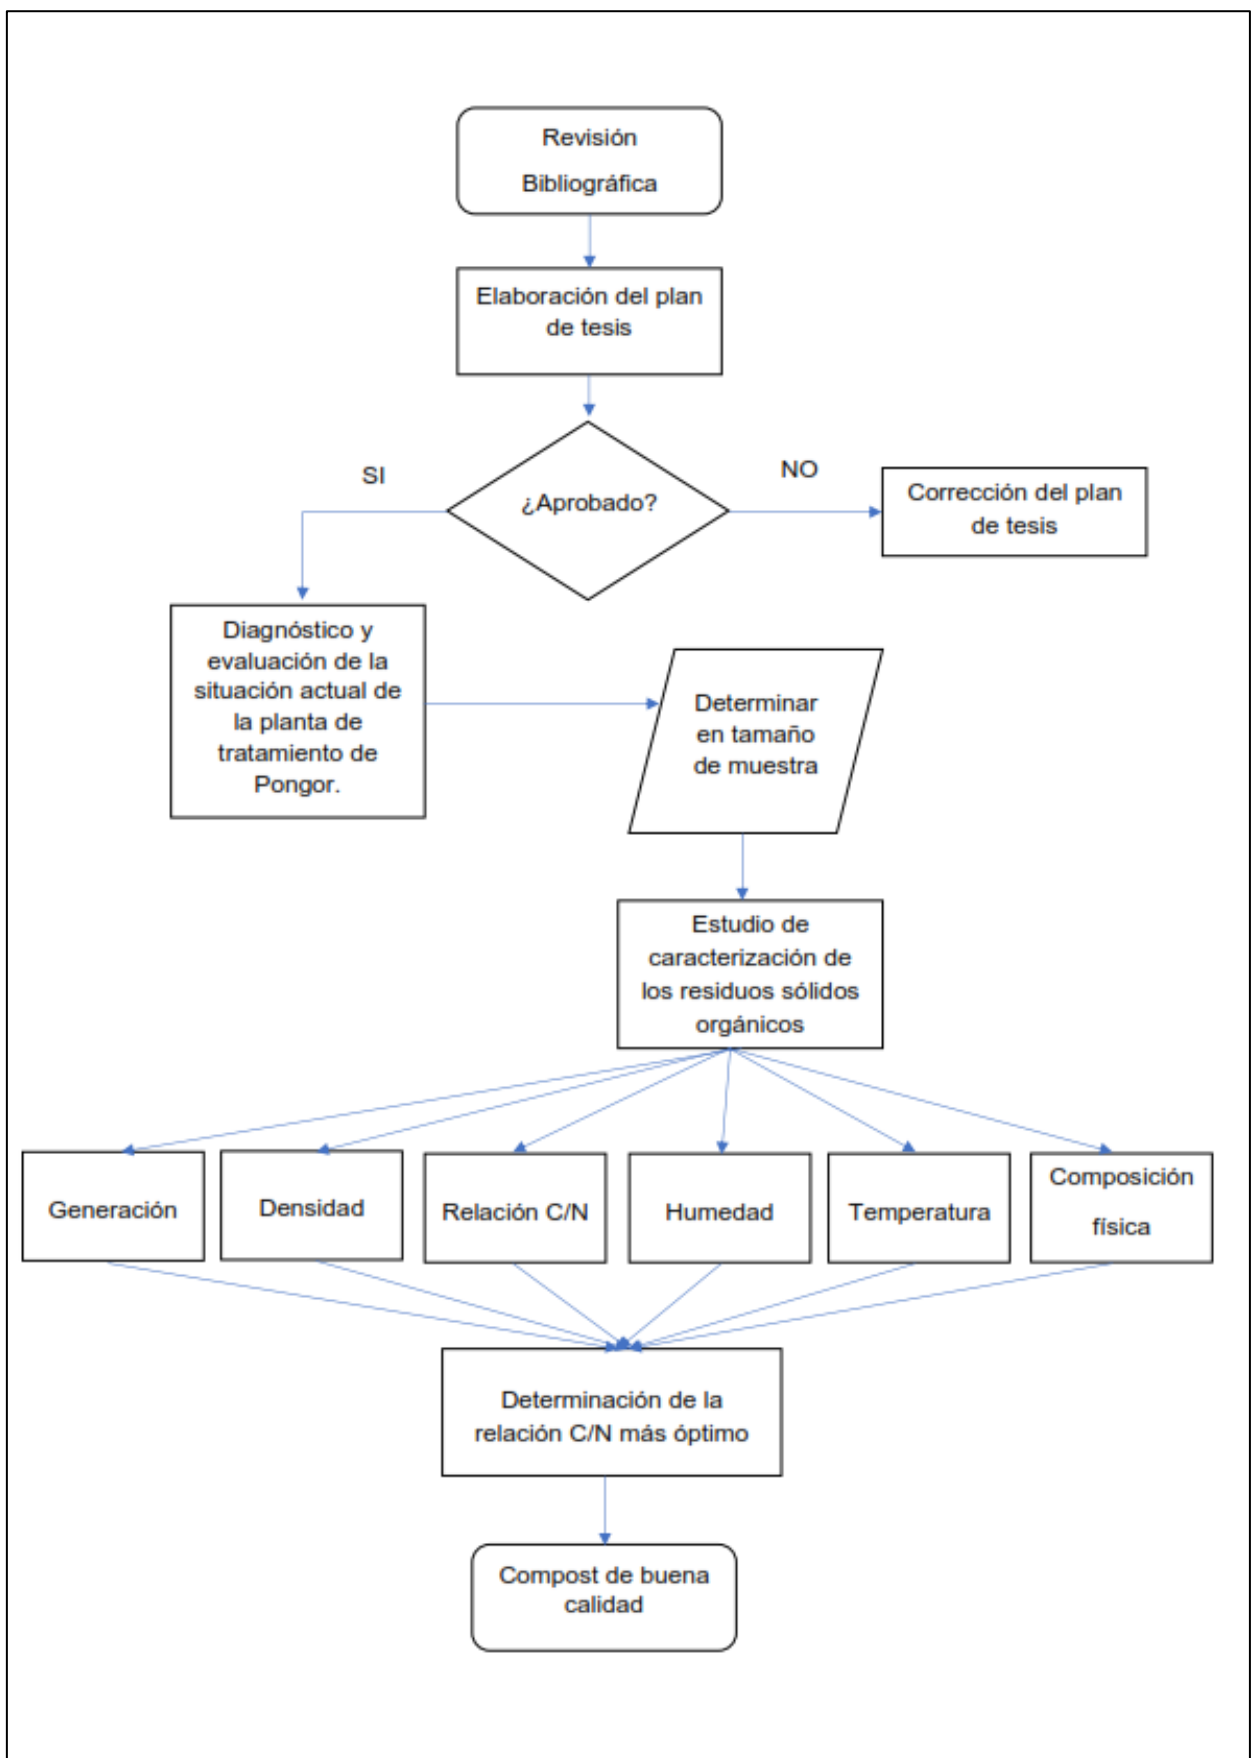 Revisión
Bibliográfica
Elaboración del plan
de tesis
SI
NO
¿Aprobado?
Corrección del plan
de tesis
Diagnóstico y
evaluación de la
situación actual de
la planta de
tratamiento de
Pongor.
Determinar
en tamaño
de muestra
Estudio de
caracterización de
los residuos sólidos
orgánicos
Generación
Densidad
Relación C/N
Humedad
Temperatura
Composición
física
Determinación de la
relación C/N más óptimo
Compost de buena
calidad